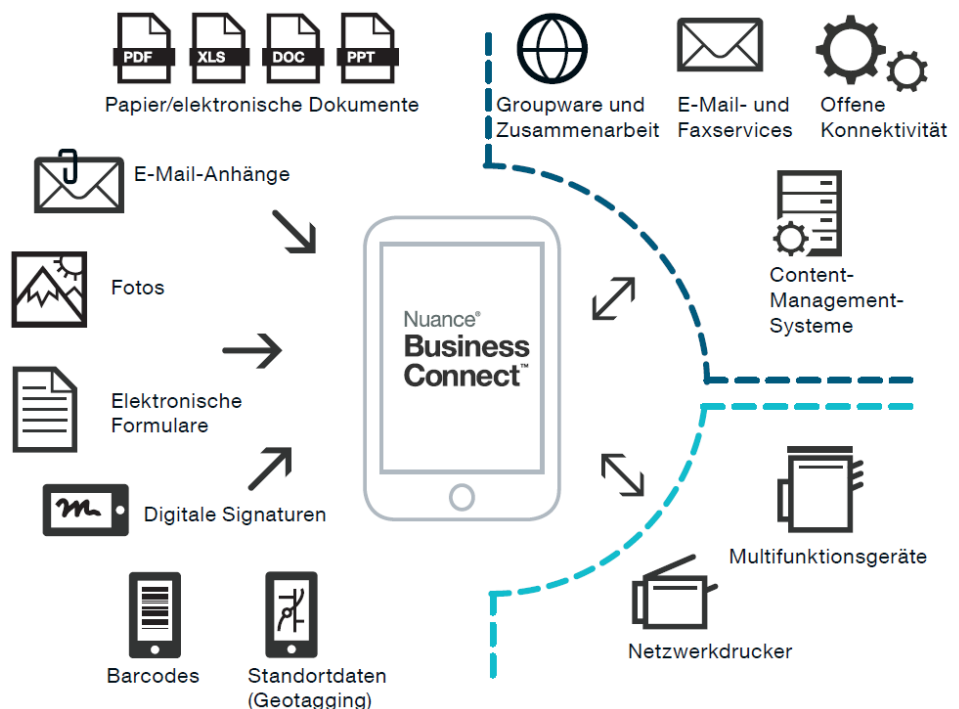 PDF
XLS
DOC
PPT
Papier/elektronische Dokumente
E-Mail-Anhänge
Fotos
Elektronische
Formulare
Digitale Signaturen
Barcodes
Standortdaten
(Geotagging)
Nuance®
Business
Connect™
Groupware und
Zusammenarbeit
E-Mail- und
Faxservices
Offene
Konnektivität
Content-
Management-
Systeme
Multifunktionsgeräte
Netzwerkdrucker